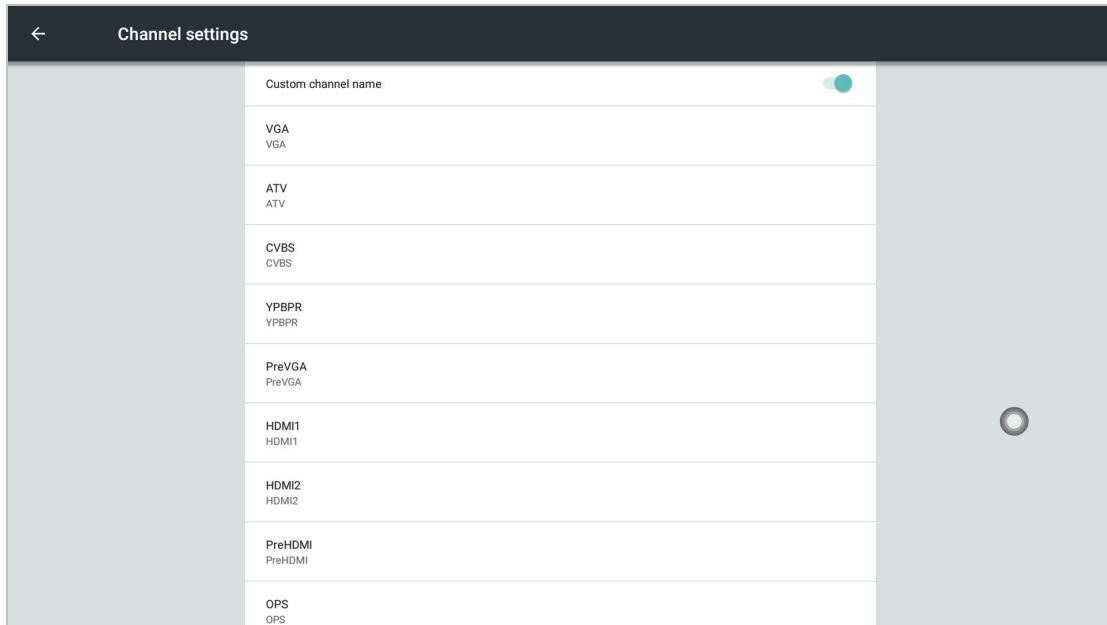 Channel settings
Custom channel name
VGA
VGA
ATV
ATV
CVBS
CVBS
YPBPR
YPBPR
PreVGA
PreVGA
HDMI1
HDMI1
HDMI2
HDMI2
PreHDMI
PreHDMI
OPS
OPS